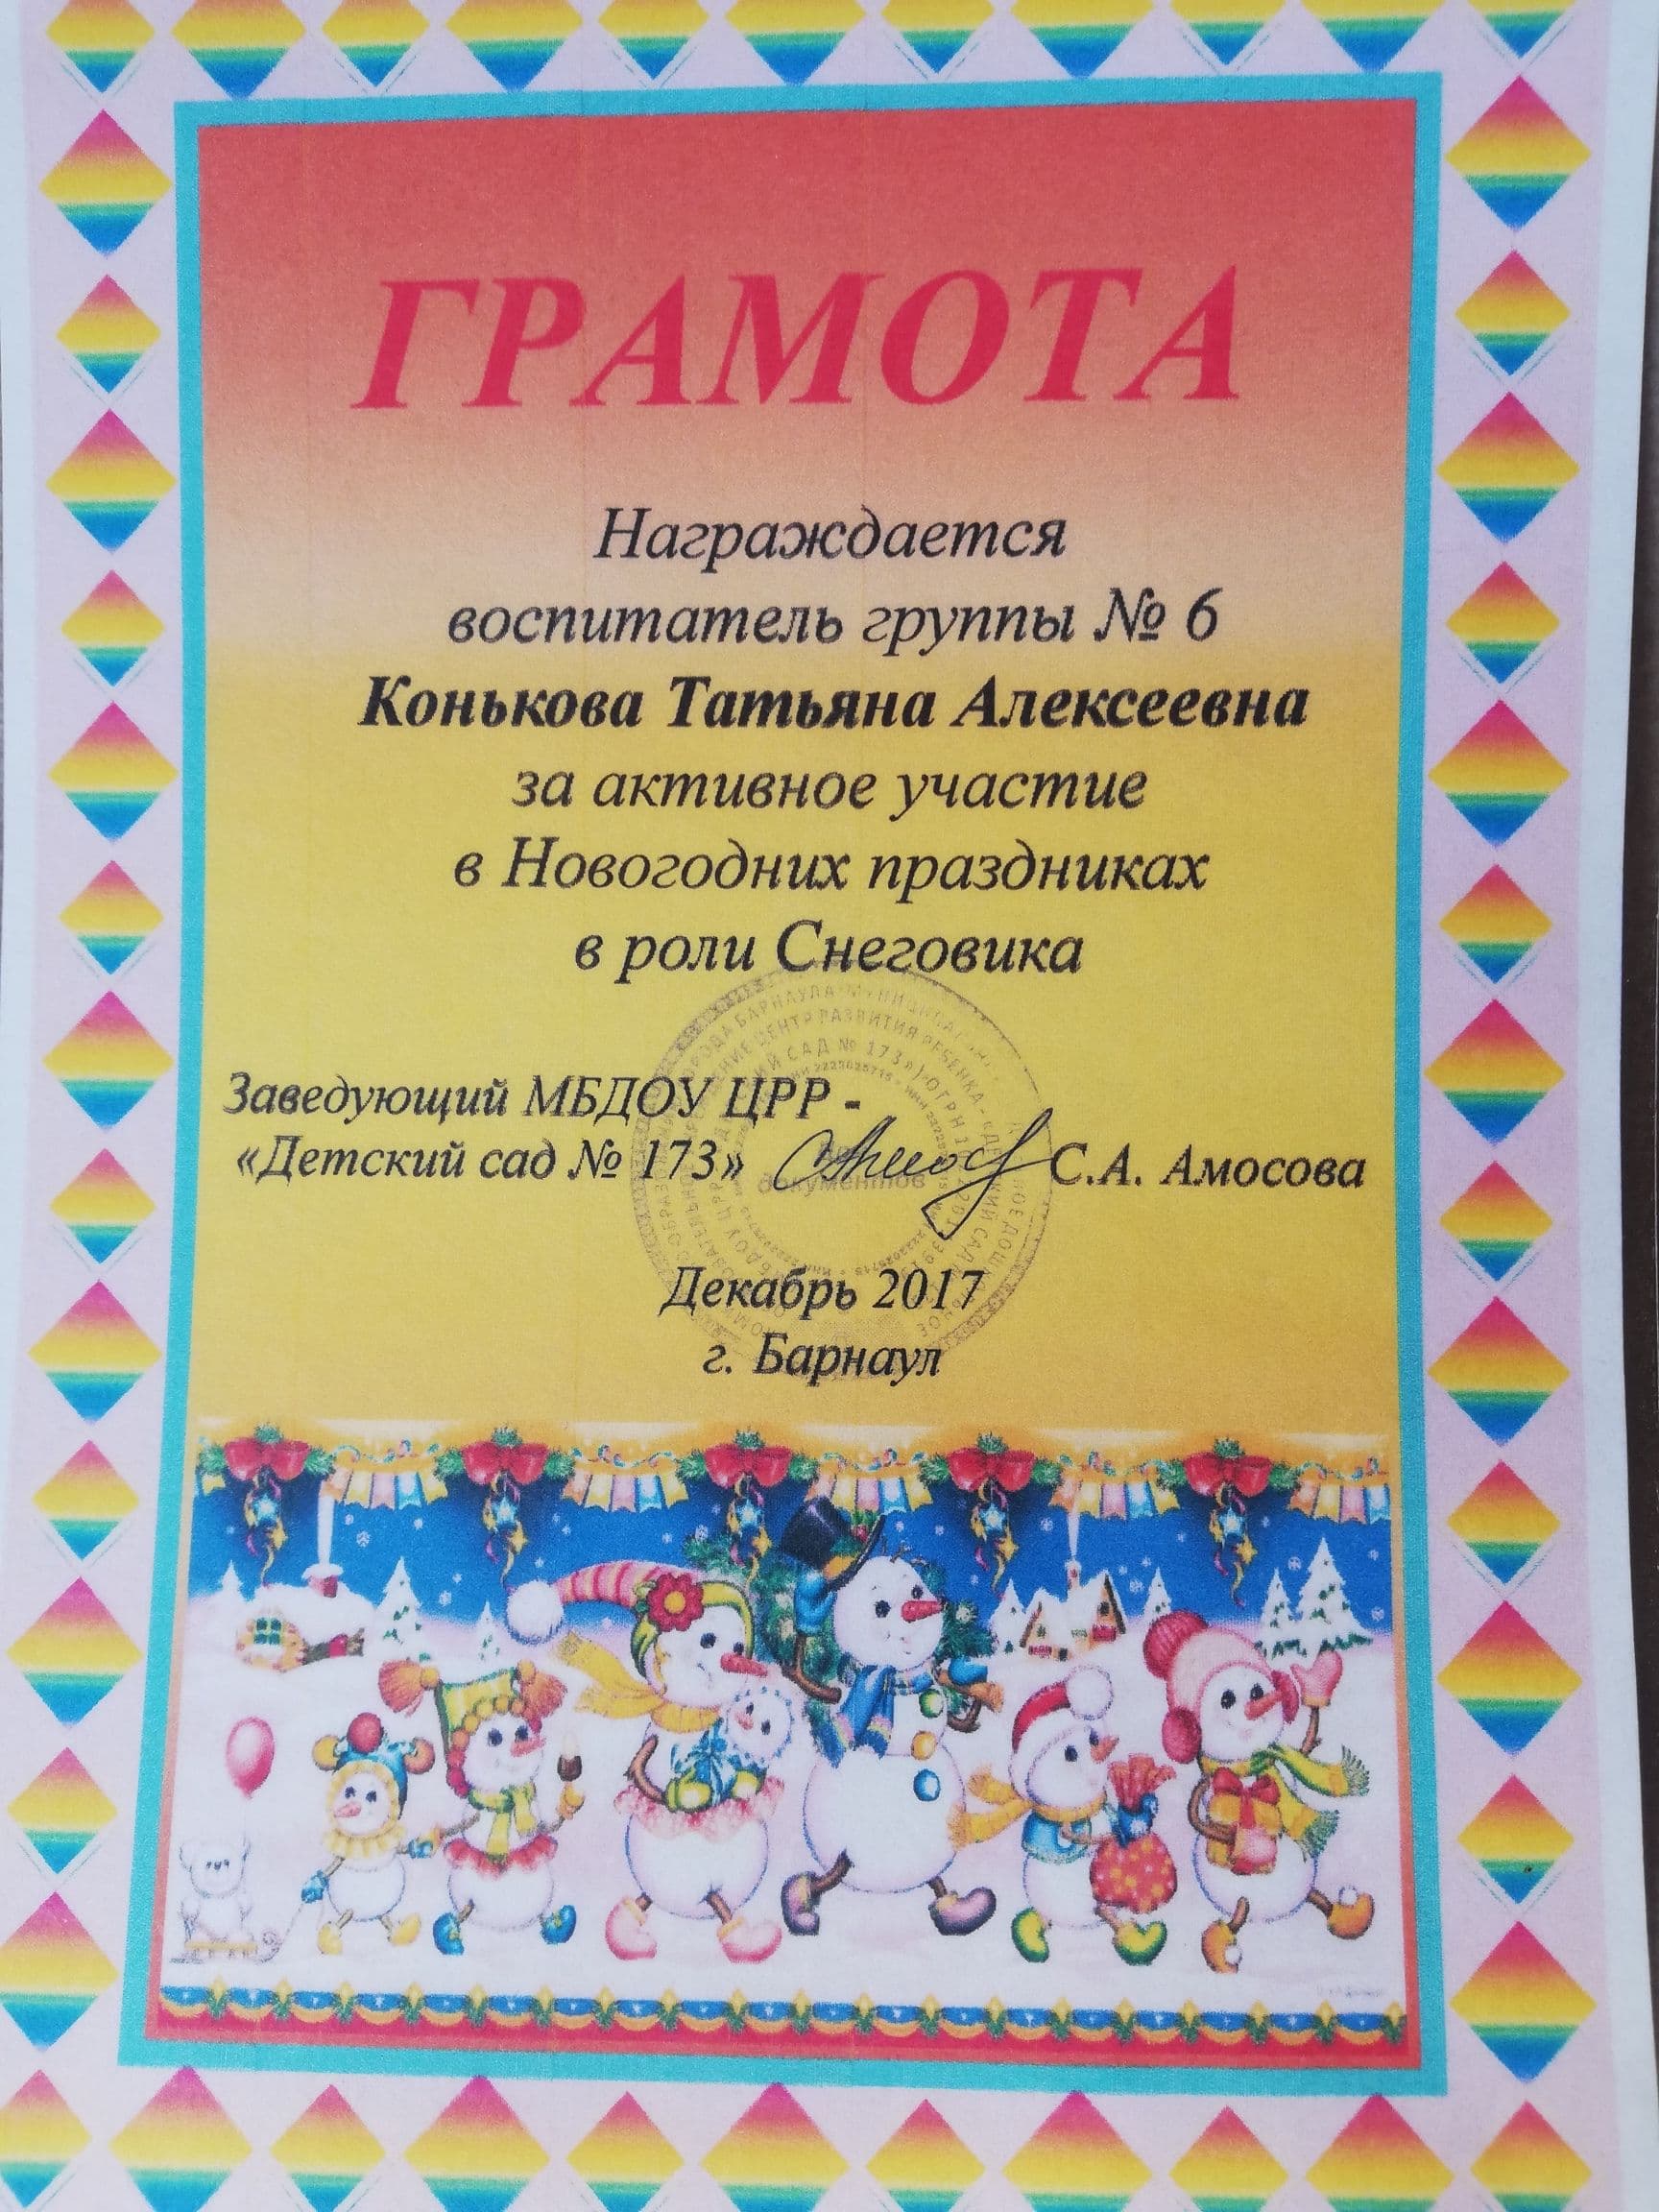 ГРАМОТА
Награждается
воспитатель группы № 6
Конькова Татьяна Алексеевна
за активное участие
в Новогодних праздниках
в роли Снеговика
Заведующий МБДОУ ЦРР -
«Детский сад № 173» С.А. Амосова
документов
Декабрь 2017
г. Барнаул